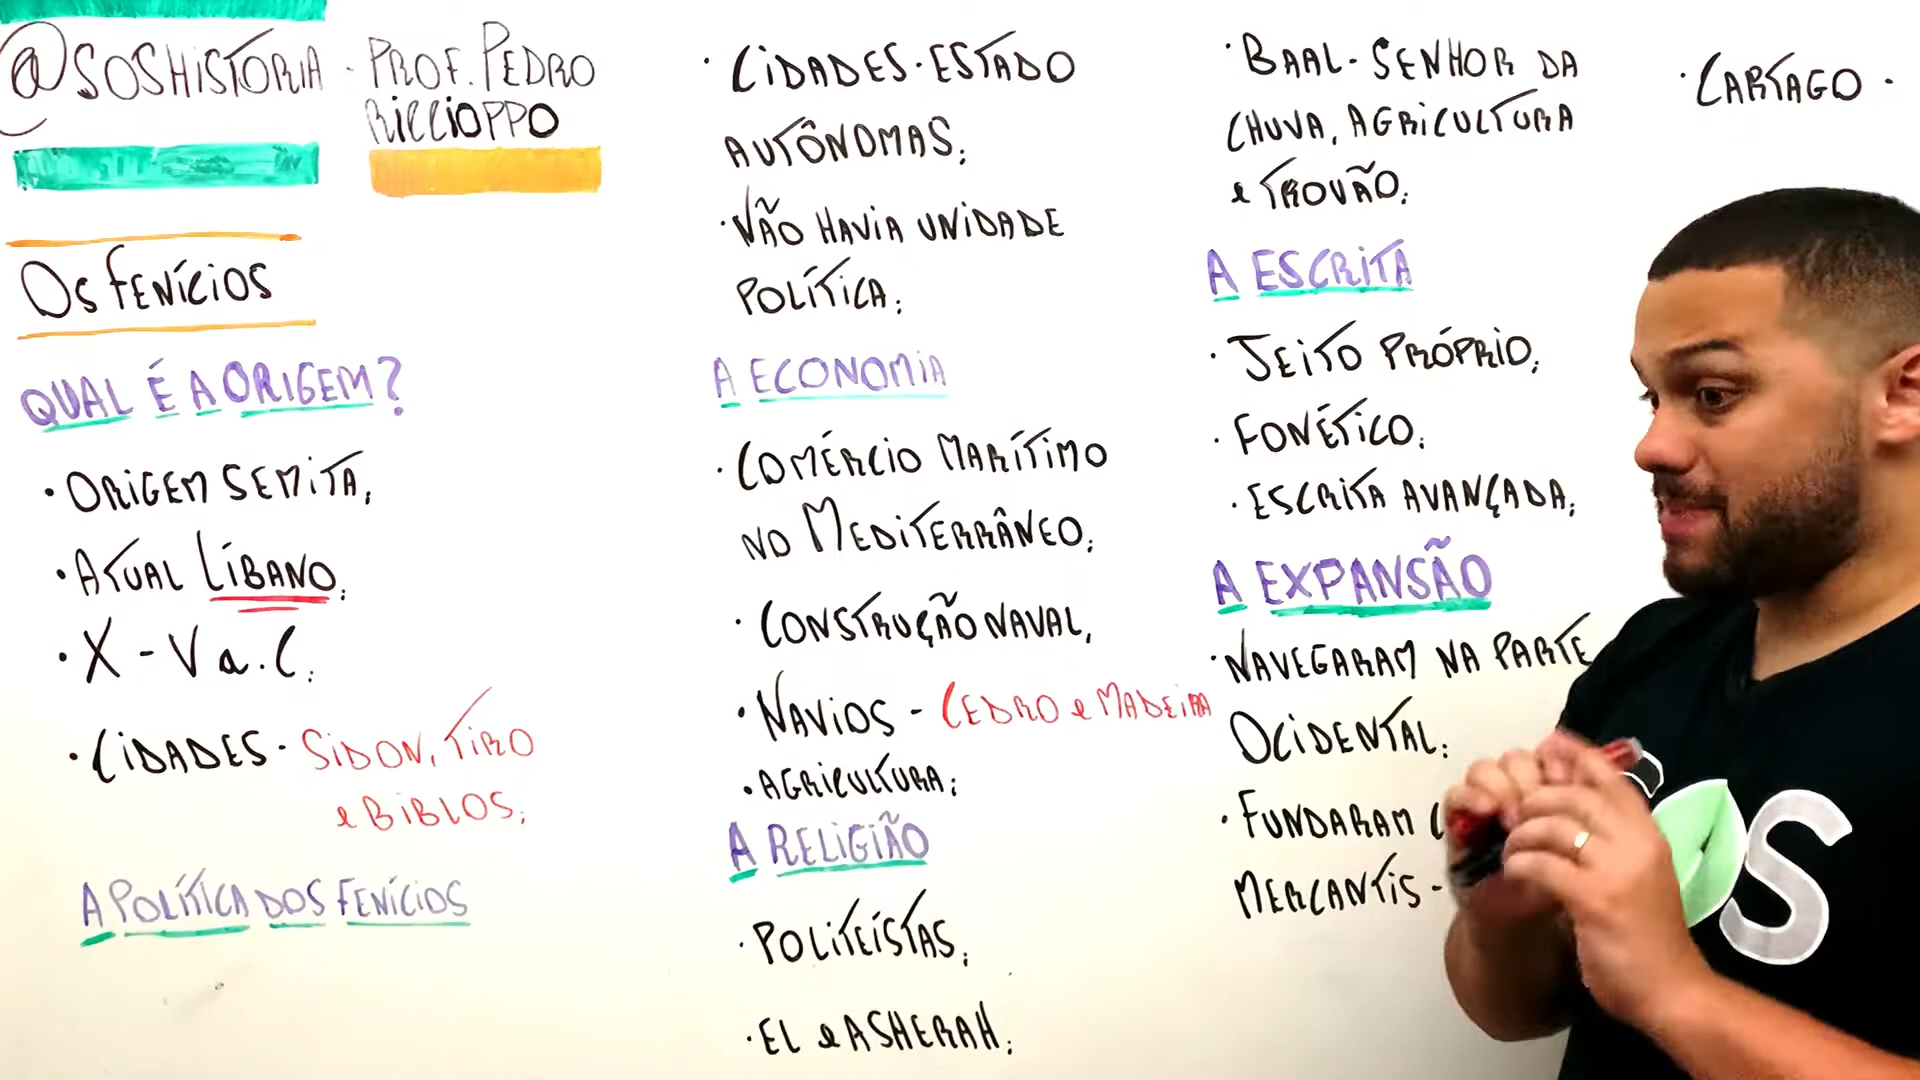 @SOSHISTORIA - PROF. PEDRO
RICCIOPPO
OS FENÍCIOS
QUAL É A ORIGEM?
· ORIGEM SEMITA;
· ATUAL LÍBANO;
· X - V a.C;
· CIDADES - SIDON, TIRO
e BIBLOS;
A POLÍTICA DOS FENÍCIOS
· CIDADES-ESTADO
AUTÔNOMAS;
· NÃO HAVIA UNIDADE
POLÍTICA;
A ECONOMIA
· COMÉRCIO MARÍTIMO
NO MEDITERRÂNEO;
· CONSTRUÇÃO NAVAL;
· NAVIOS - CEDRO e MADEIRA
· AGRICULTURA;
A RELIGIÃO
· POLITEÍSTAS;
· EL e ASHERAH;
· BAAL - SENHOR DA
CHUVA, AGRICULTURA
e TROVÃO;
A ESCRITA
· JEITO PRÓPRIO;
· FONÉTICO;
· ESCRITA AVANÇADA;
A EXPANSÃO
· NAVEGARAM NA PARTE
OCIDENTAL;
· FUNDARAM
MERCANTIS -
· CARTAGO -